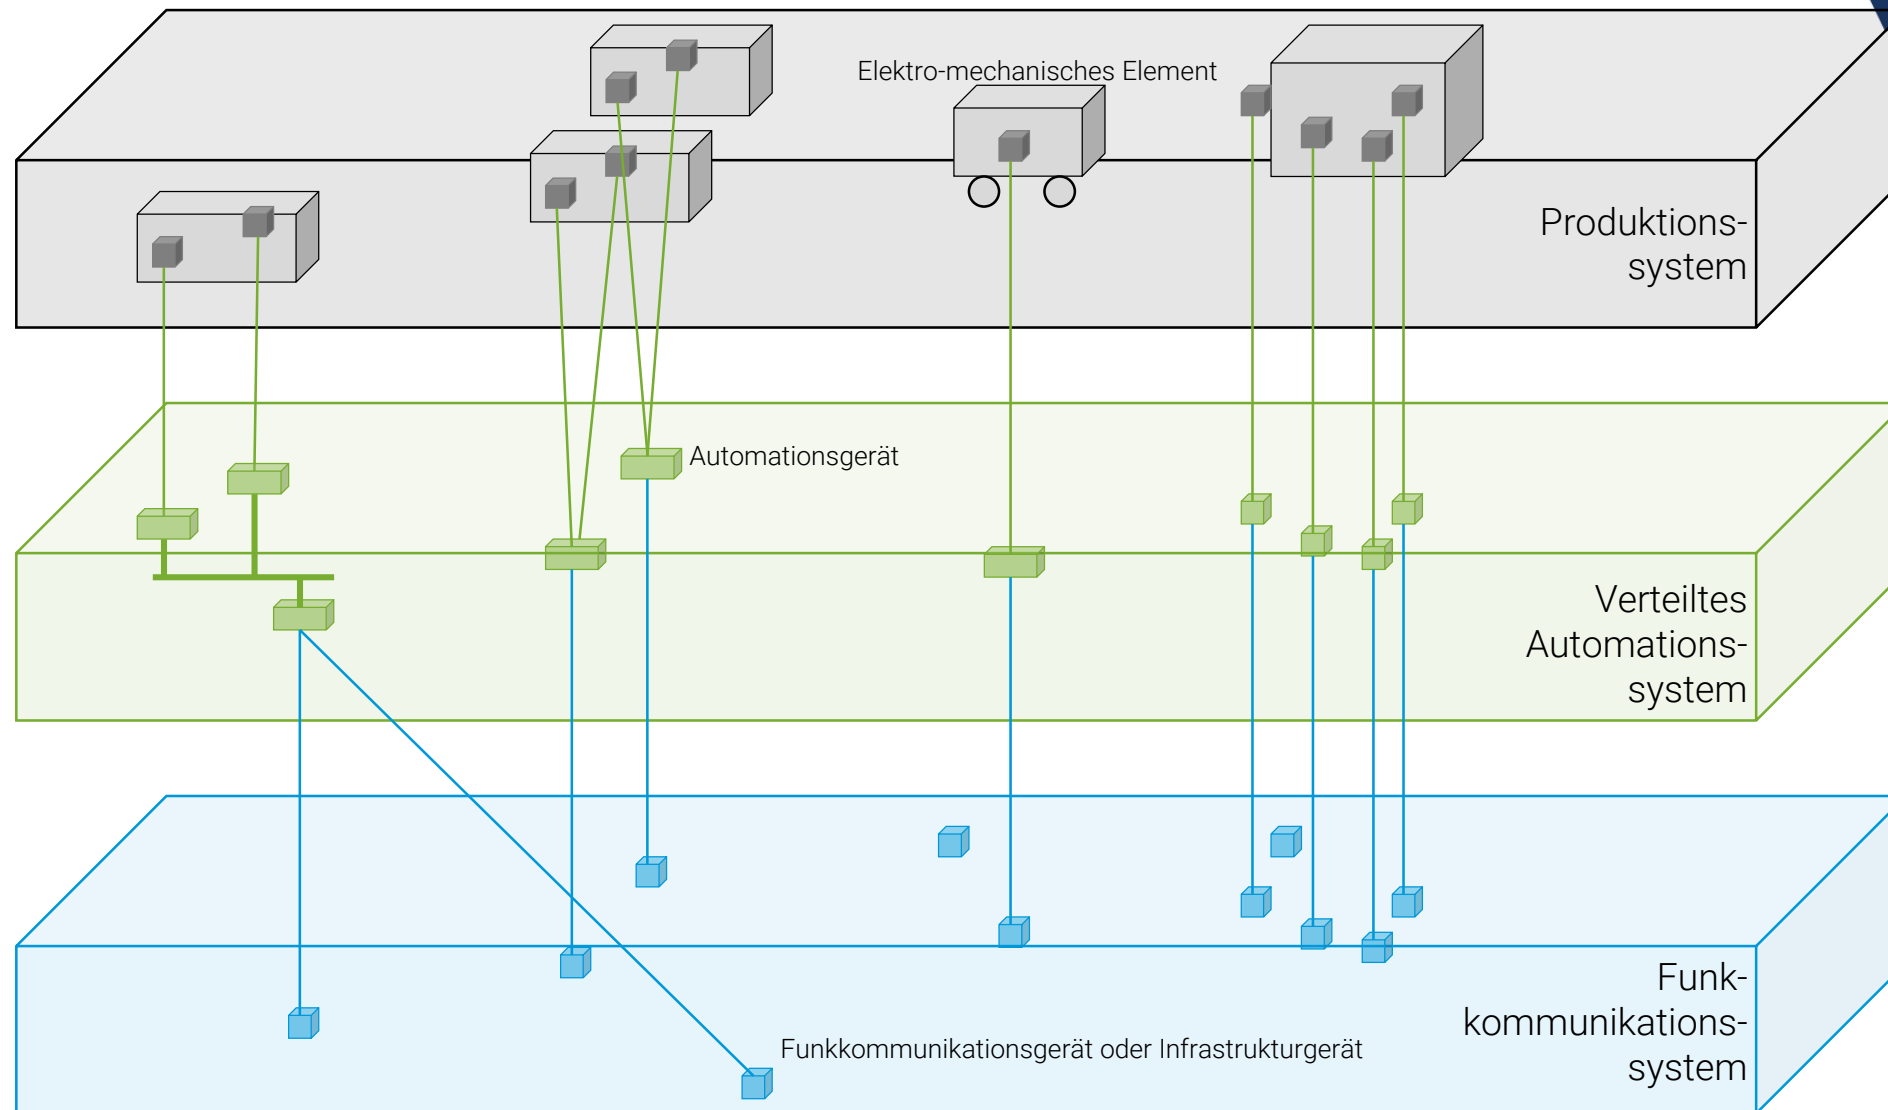 Elektro-mechanisches Element
Produktions-
system
Automationsgerät
Verteiltes
Automations-
system
Funk-
kommunikations-
system
Funkkommunikationsgerät oder Infrastrukturgerät